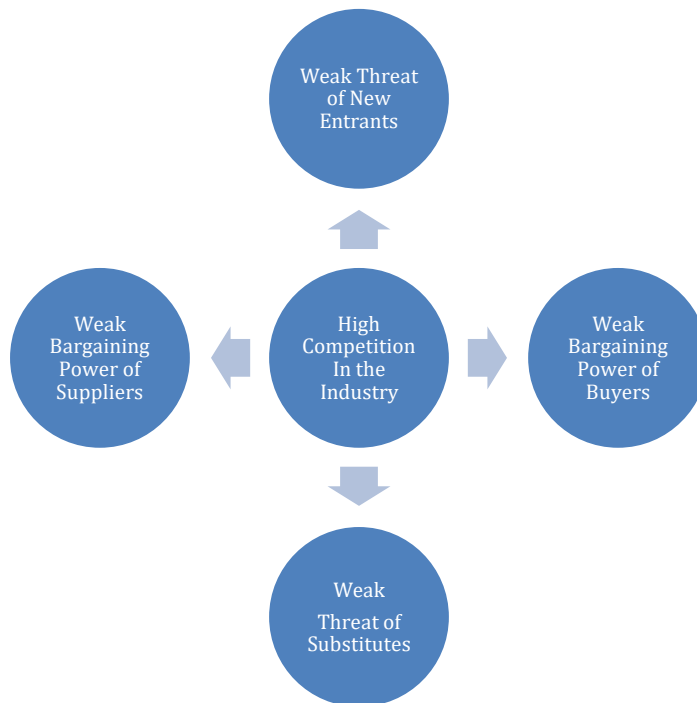 Weak Threat
of New
Entrants
Weak
Bargaining
Power of
Suppliers
High
Competition
In the
Industry
Weak
Bargaining
Power of
Buyers
Weak
Threat of
Substitutes